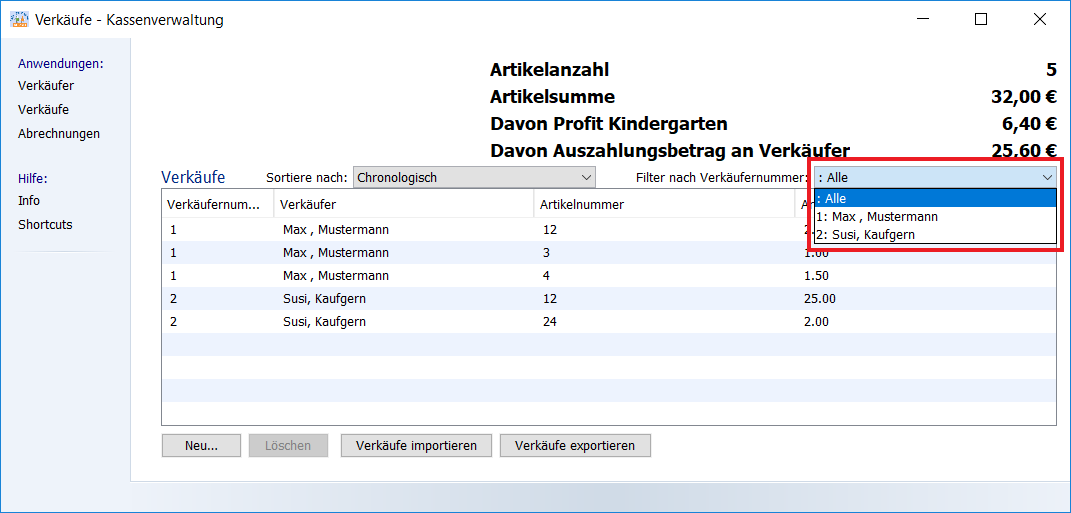 Verkäufe - Kassenverwaltung
Anwendungen:
Verkäufer
Verkäufe
Abrechnungen
Hilfe:
Info
Shortcuts
Artikelanzahl 5
Artikelsumme 32,00 €
Davon Profit Kindergarten 6,40 €
Davon Auszahlungsbetrag an Verkäufer 25,60 €
Verkäufe Sortiere nach: Chronologisch Filter nach Verkäufernummer: : Alle
: Alle
1: Max , Mustermann
2: Susi, Kaufgern
Verkäufernum... Verkäufer Artikelnummer
1 Max , Mustermann 12
1 Max , Mustermann 3 1.00
1 Max , Mustermann 4 1.50
2 Susi, Kaufgern 12 25.00
2 Susi, Kaufgern 24 2.00
Neu... Löschen Verkäufe importieren Verkäufe exportieren